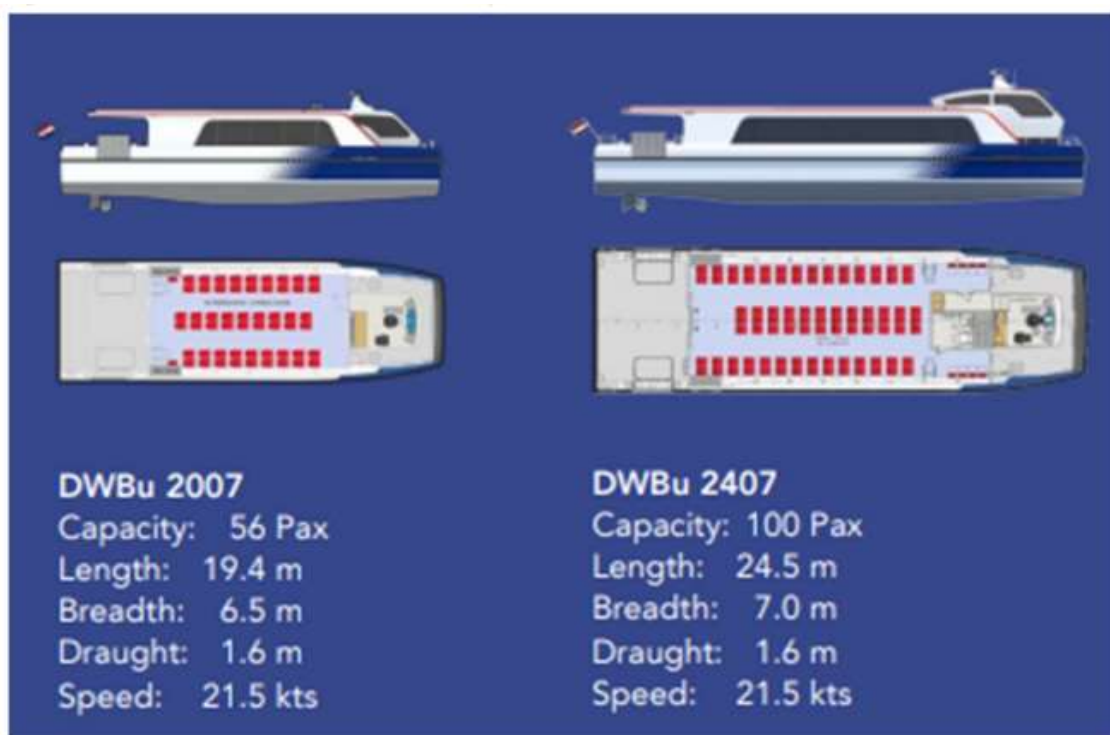 DWBu 2007
Capacity: 56 Pax
Length: 19.4 m
Breadth: 6.5 m
Draught: 1.6 m
Speed: 21.5 kts
DWBu 2407
Capacity: 100 Pax
Length: 24.5 m
Breadth: 7.0 m
Draught: 1.6 m
Speed: 21.5 kts